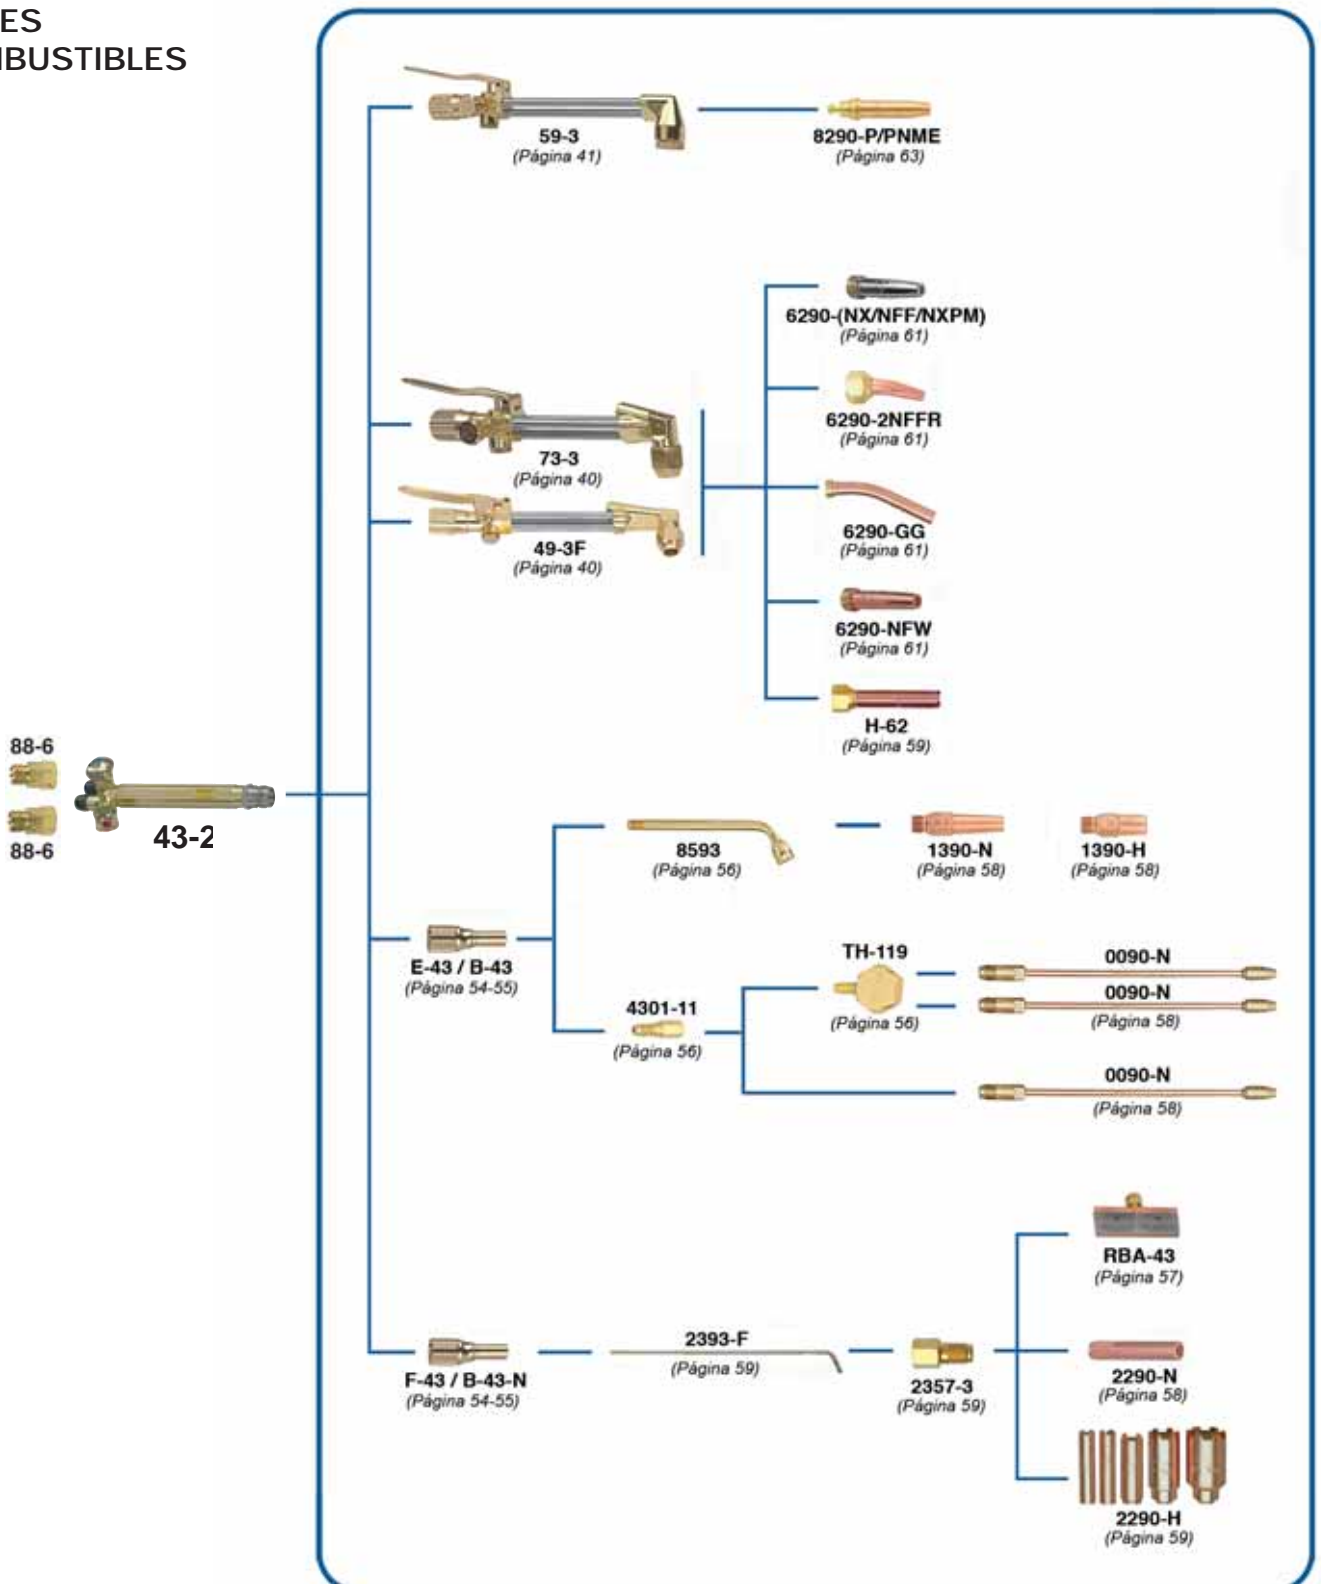 ES
IBUSTIBLES
59-3
(Página 41)
8290-P/PNME
(Página 63)
6290-(NX/NFF/NXPM)
(Página 61)
6290-2NFFR
(Página 61)
73-3
(Página 40)
6290-GG
(Página 61)
49-3F
(Página 40)
6290-NFW
(Página 61)
H-62
(Página 59)
88-6
43-2
88-6
8593
(Página 56)
1390-N
(Página 58)
1390-H
(Página 58)
E-43 / B-43
(Página 54-55)
TH-119
(Página 56)
0090-N
0090-N
(Página 58)
4301-11
(Página 56)
0090-N
(Página 58)
RBA-43
(Página 57)
F-43 / B-43-N
(Página 54-55)
2393-F
(Página 59)
2357-3
(Página 59)
2290-N
(Página 58)
2290-H
(Página 59)